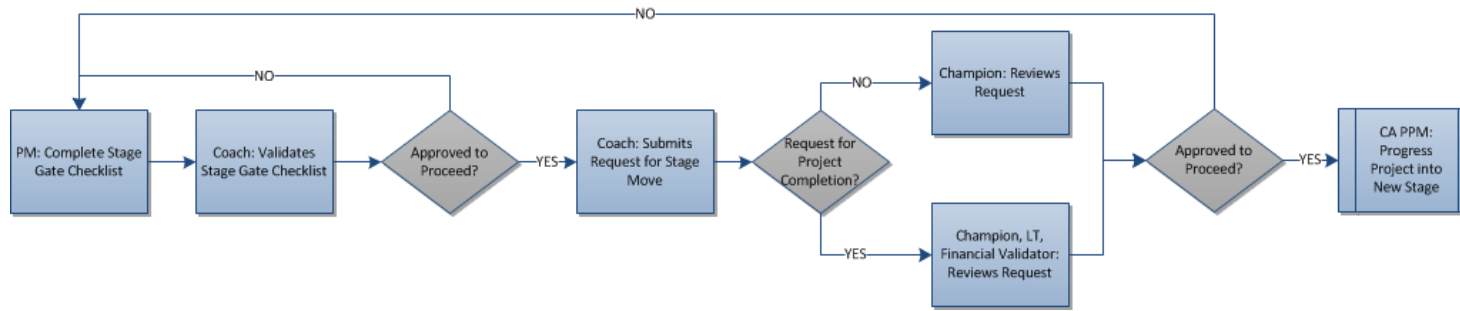 NO
NO
PM: Complete Stage
Gate Checklist
Coach: Validates
Stage Gate Checklist
Approved to
Proceed?
YES
Coach: Submits
Request for Stage
Move
Request for
Project
Completion?
NO
Champion: Reviews
Request
YES
Champion, LT,
Financial Validator:
Reviews Request
Approved to
Proceed?
YES
CA PPM:
Progress
Project into
New Stage